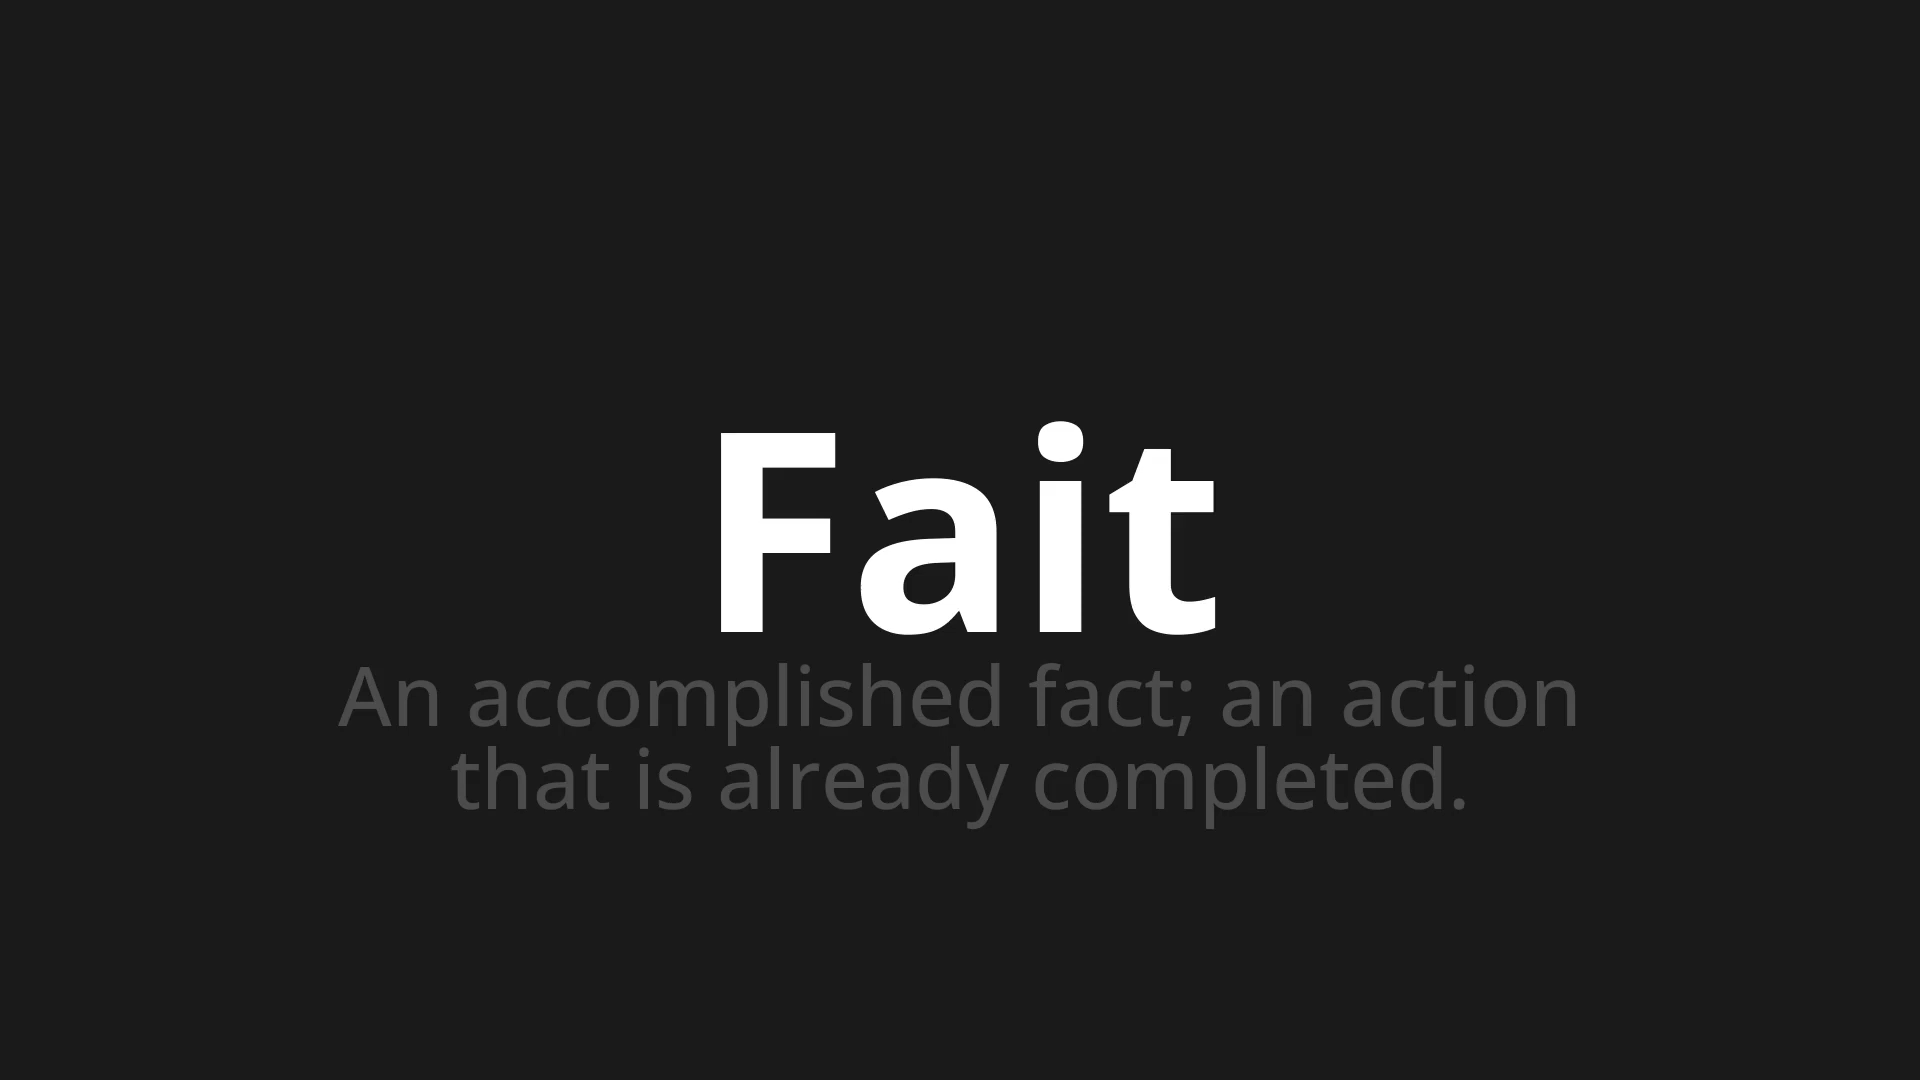 Fait
An accomplished fact; an action
that is already completed.